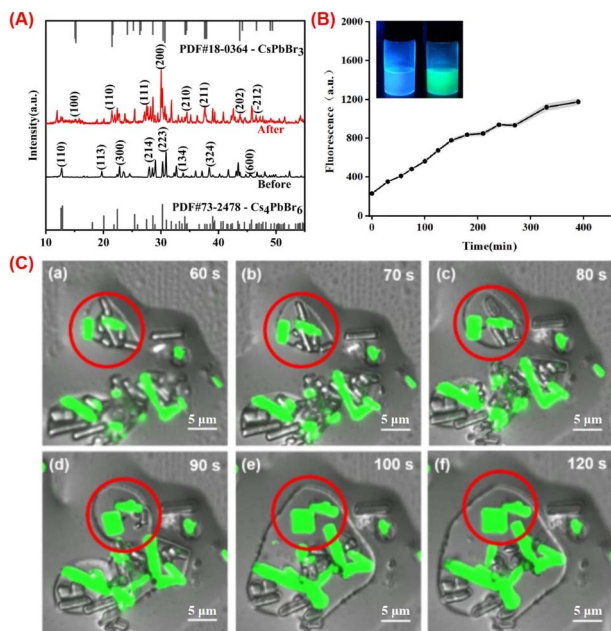 (A)
PDF#18-0364 - CsPbBr3
(100)
(110)
(111)
(200)
(210)
(211)
(202)
(-212)
After
Intensity(a.u.)
(110)
(113)
(300)
(214)
(223)
(134)
(324)
(600)
Before
PDF#73-2478 - Cs4PbBr6
10 20 30 40 50
(B)
Fluorescence (a.u.)
2000
1600
1200
800
400
0
0 100 200 300 400
Time(min)
(C)
(a) 60 s
5 μm
(b) 70 s
5 μm
(c) 80 s
5 μm
(d) 90 s
5 μm
(e) 100 s
5 μm
(f) 120 s
5 μm